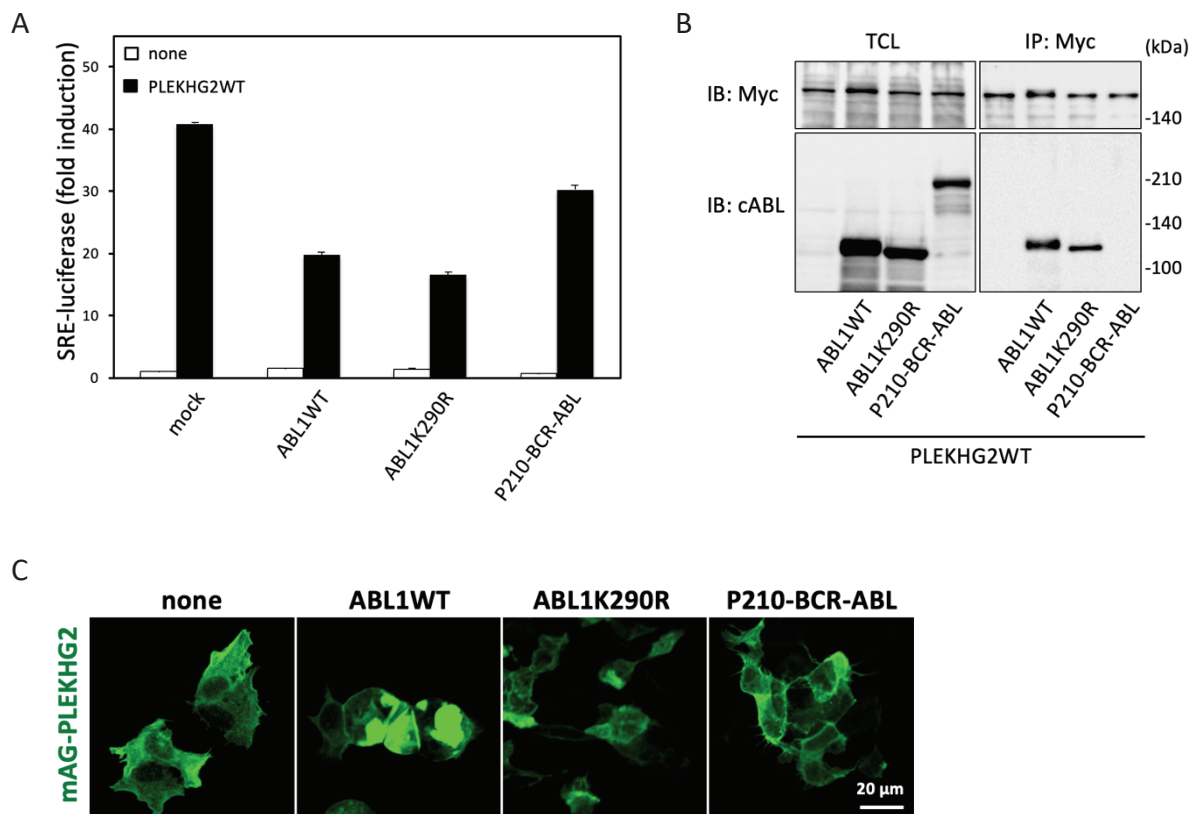 A
none
PLEKHG2WT
SRE-luciferase (fold induction)
50
40
30
20
10
0
mock
ABL1WT
ABL1K290R
P210-BCR-ABL
B
TCL
IP: Myc
(kDa)
IB: Myc
-140
IB: cABL
-210
-140
-100
ABL1WT
ABL1K290R
P210-BCR-ABL
ABL1WT
ABL1K290R
P210-BCR-ABL
PLEKHG2WT
C
none
ABL1WT
ABL1K290R
P210-BCR-ABL
mAG-PLEKHG2
20 μm